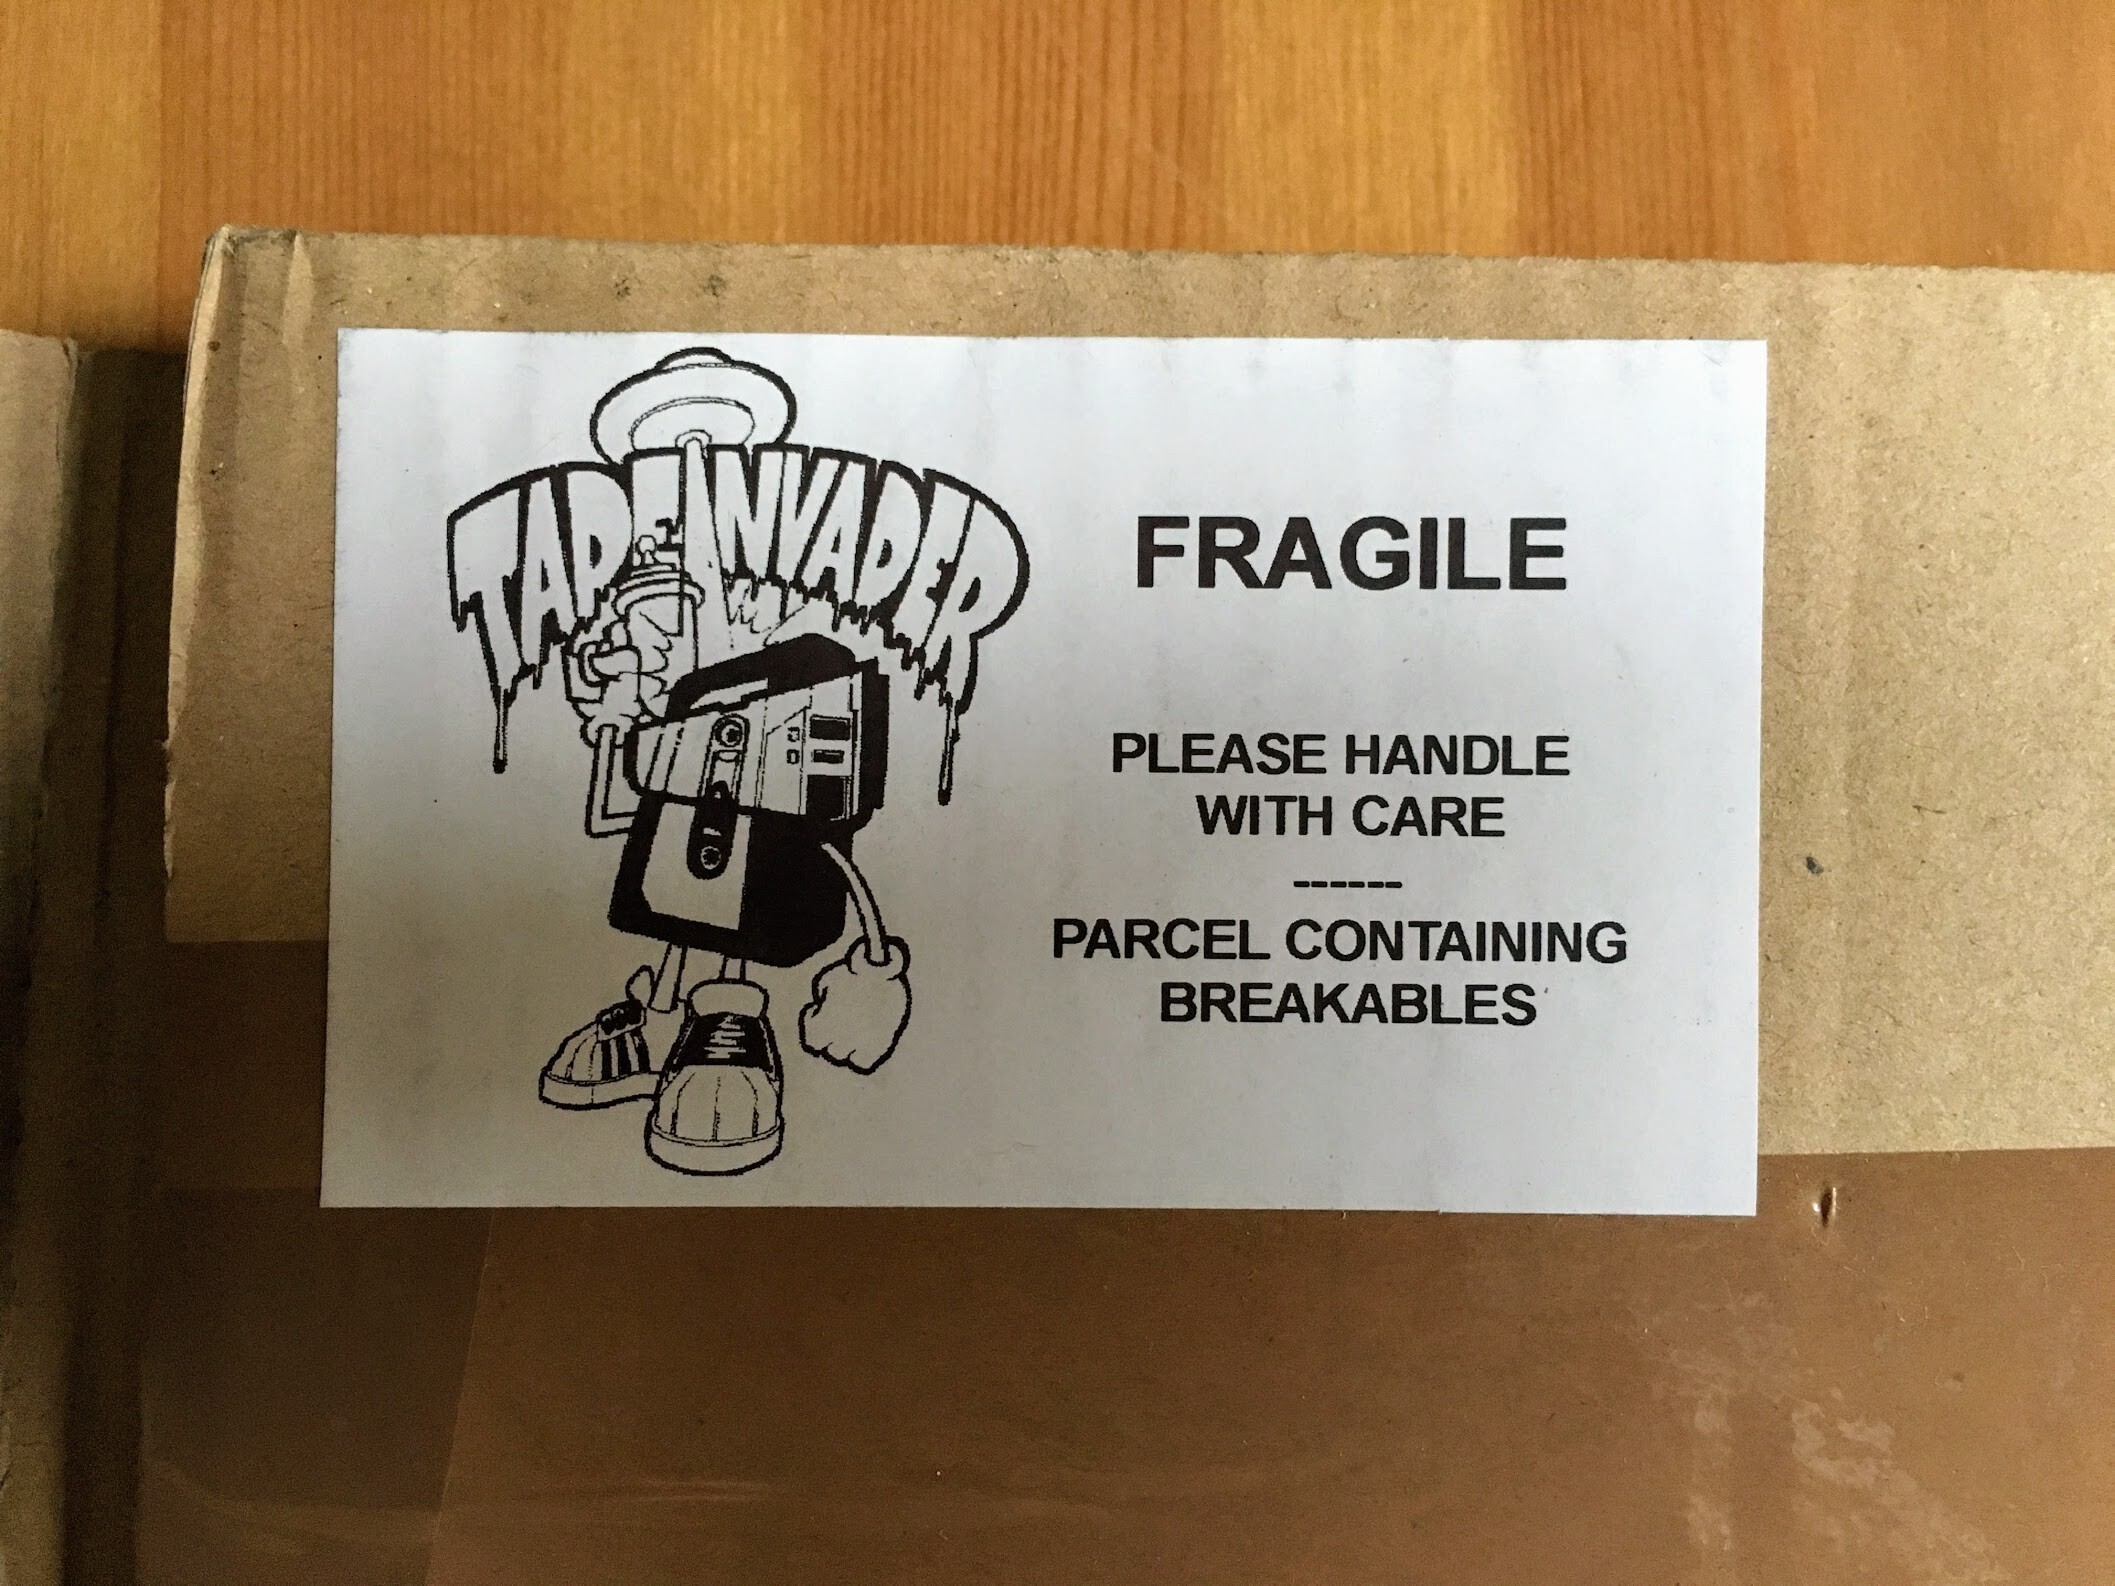 TAPE INVADER
FRAGILE
PLEASE HANDLE
WITH CARE
------
PARCEL CONTAINING
BREAKABLES